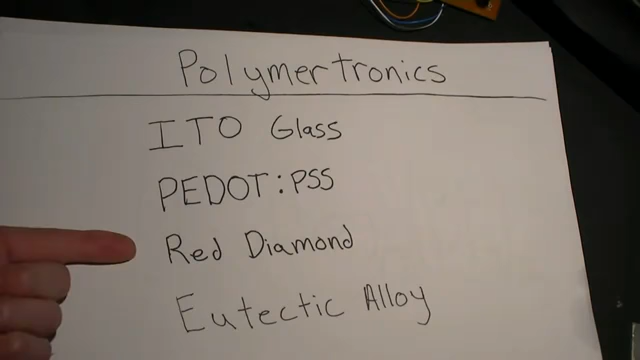 Polymertronics
ITO Glass
PEDOT:PSS
Red Diamond
Eutectic Alloy